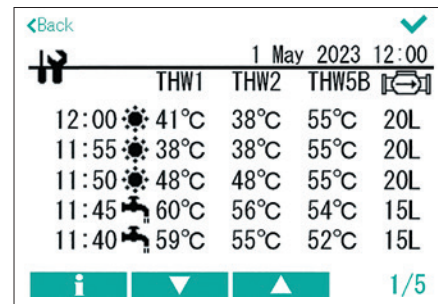 Back
1 May 2023 12:00
THW1 THW2 THW5B
12:00 41°C 38°C 55°C 20L
11:55 38°C 38°C 55°C 20L
11:50 48°C 48°C 55°C 20L
11:45 60°C 56°C 54°C 15L
11:40 59°C 55°C 52°C 15L
i 1/5